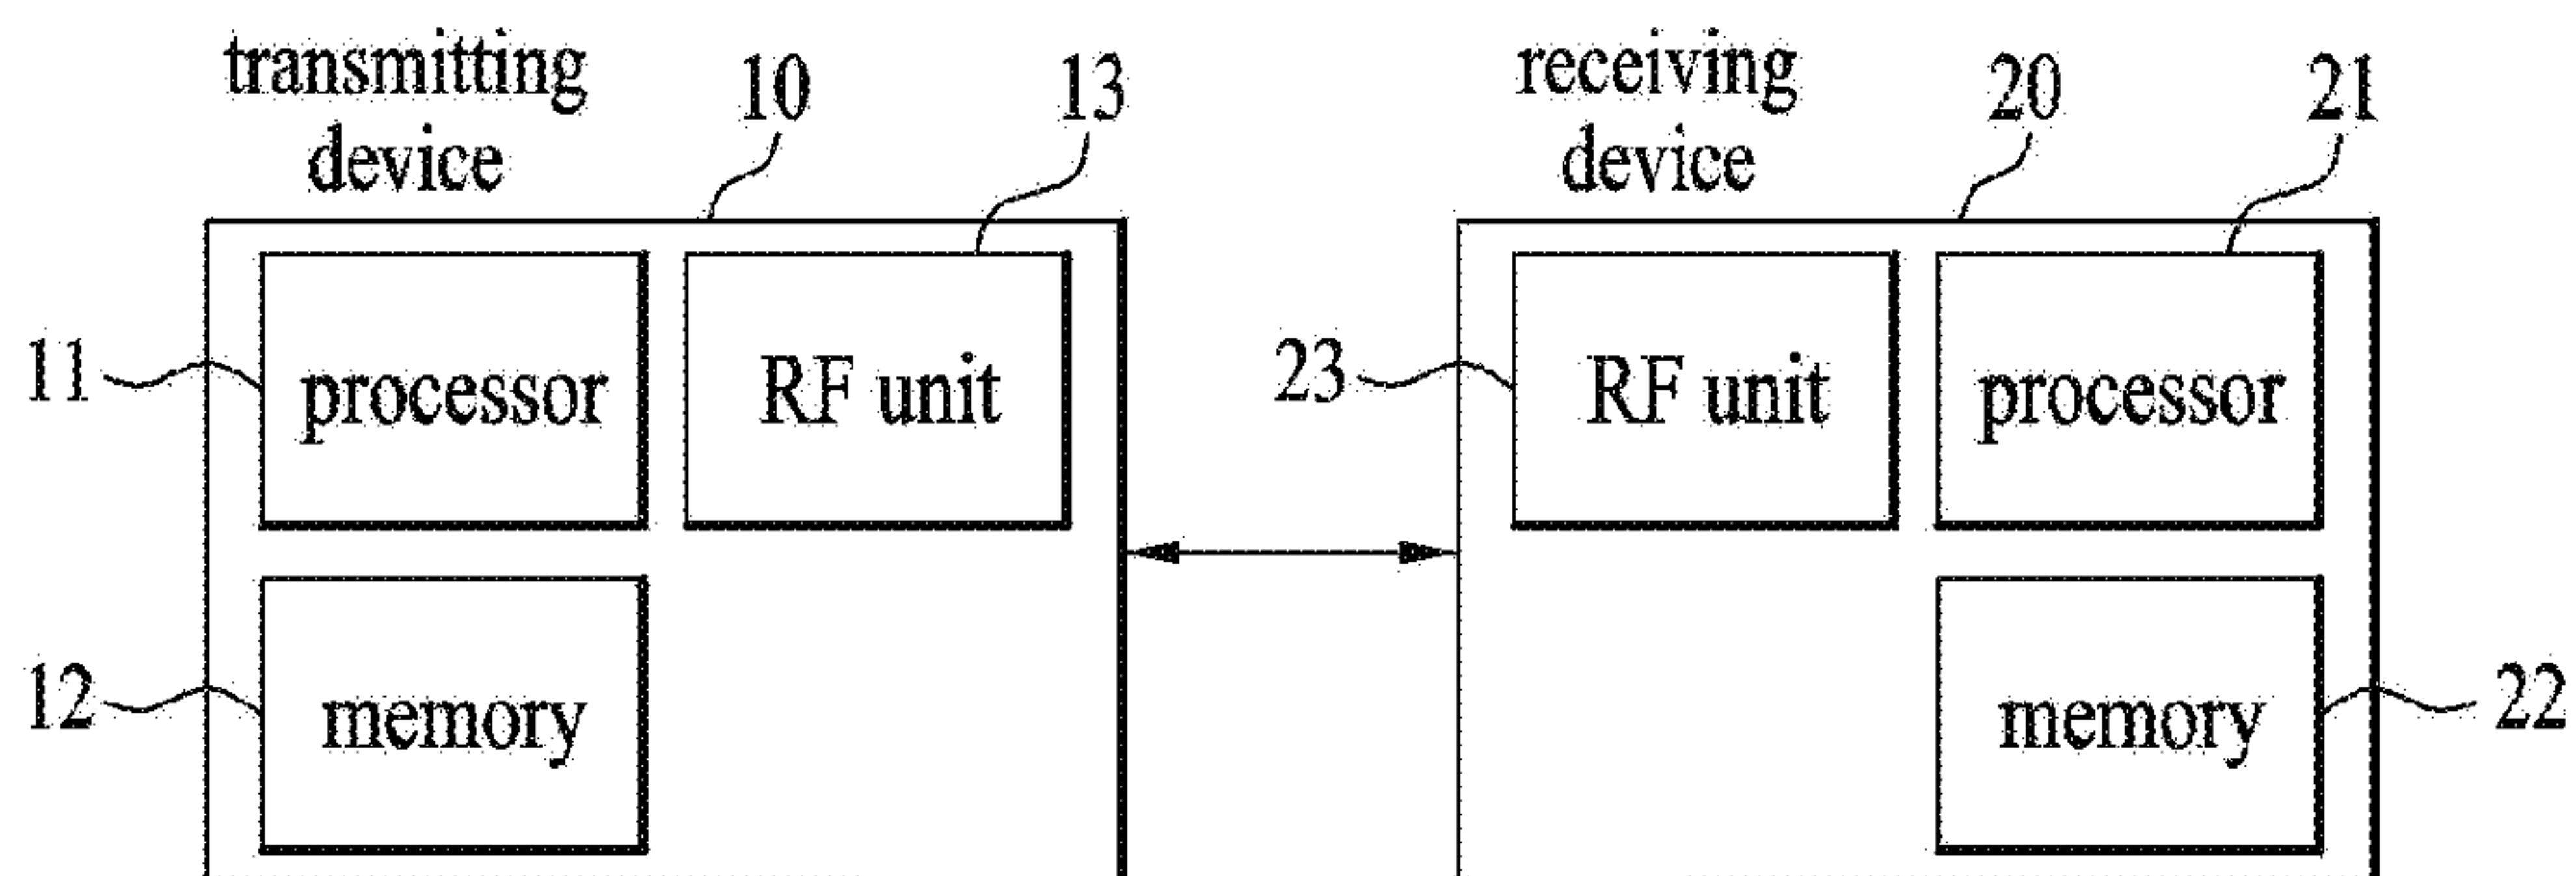 transmitting
device
10
13
receiving
device
20
21
11
processor
RF unit
23
RF unit
processor
12
memory
memory
22